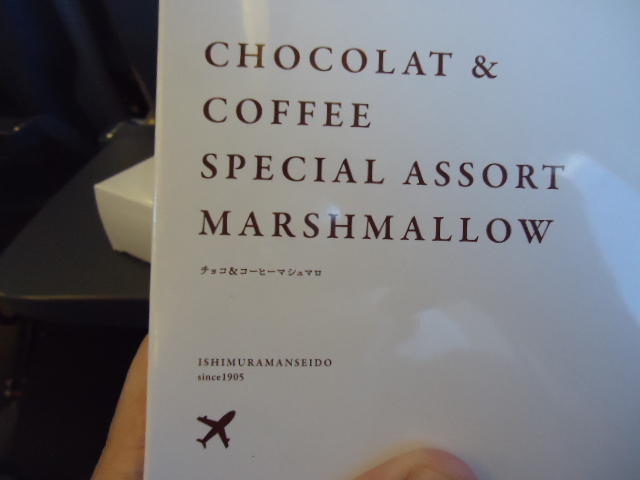 CHOCOLAT &
COFFEE
SPECIAL ASSORT
MARSHMALLOW
チョコ&コーヒーマシュマロ
ISHIMURAMANSEIDO
since1905